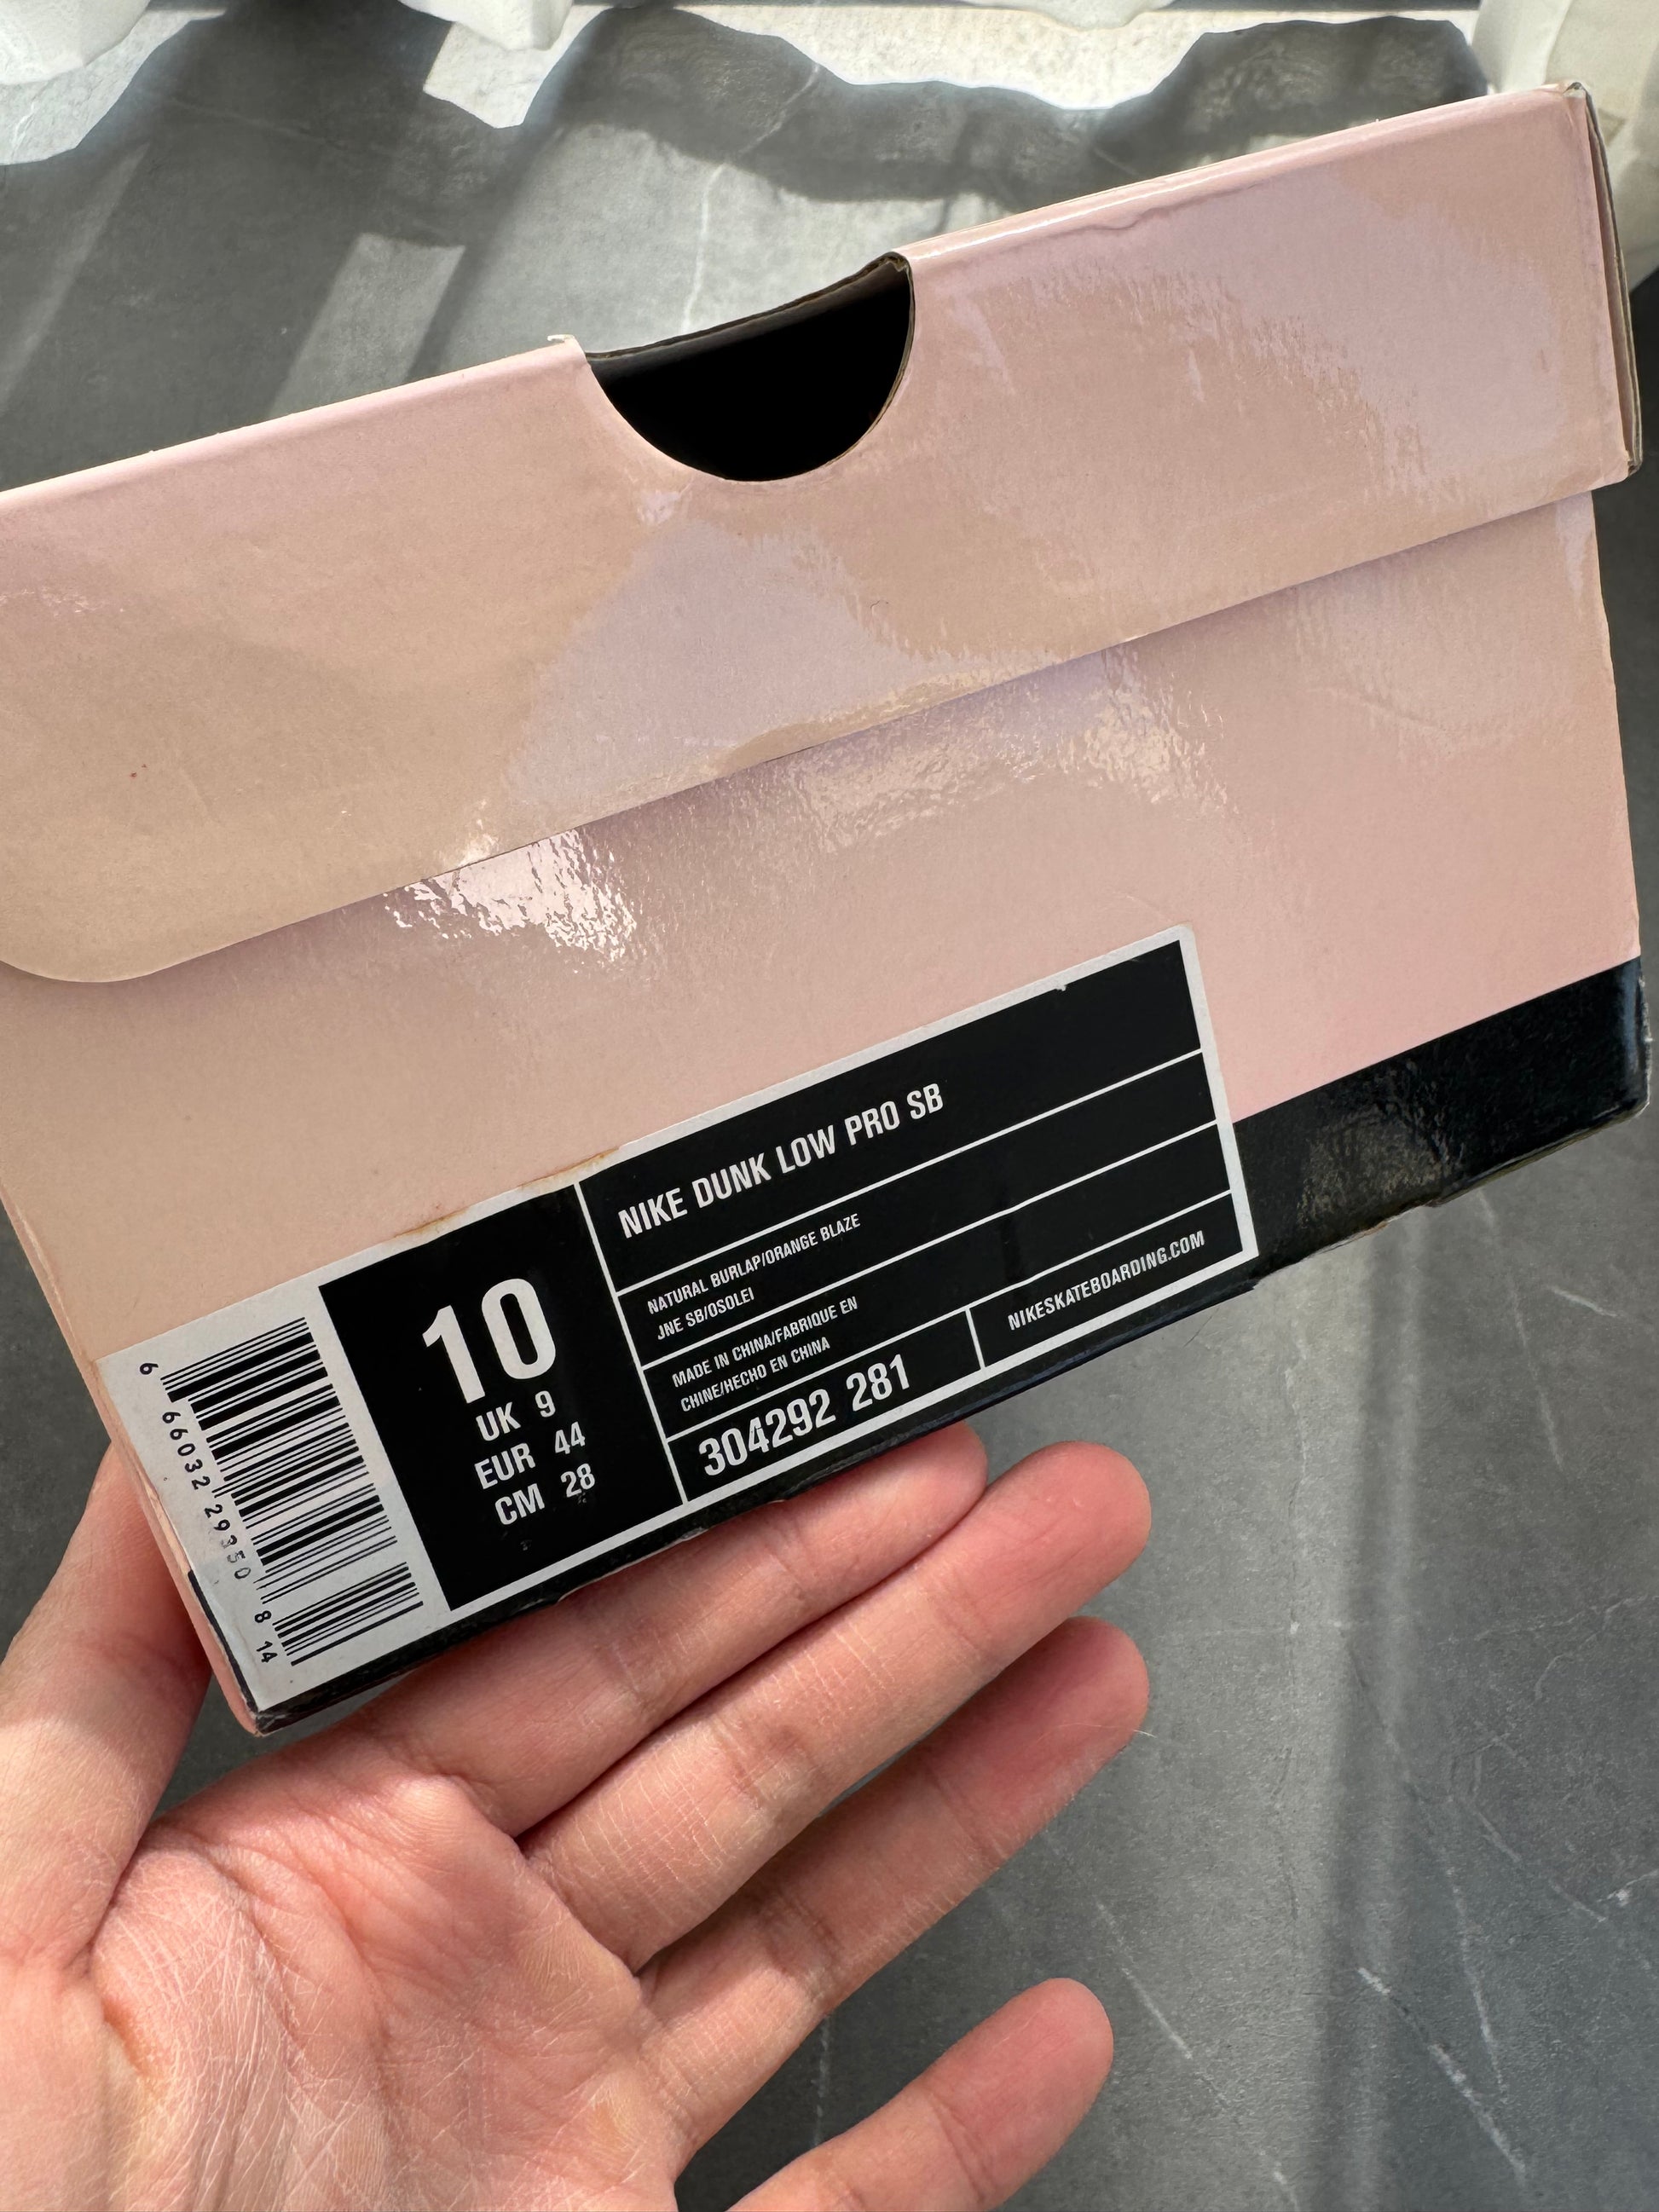 NIKE DUNK LOW PRO SB
NATURAL BURLAP/ORANGE BLAZE
JNE SB/OSOLEI
MADE IN CHINA/FABRIQUE EN
CHINE/HECHO EN CHINA
304292 281
NIKESKATEBOARDING.COM
10
UK 9
EUR 44
CM 28
6 66032 29350 8 14